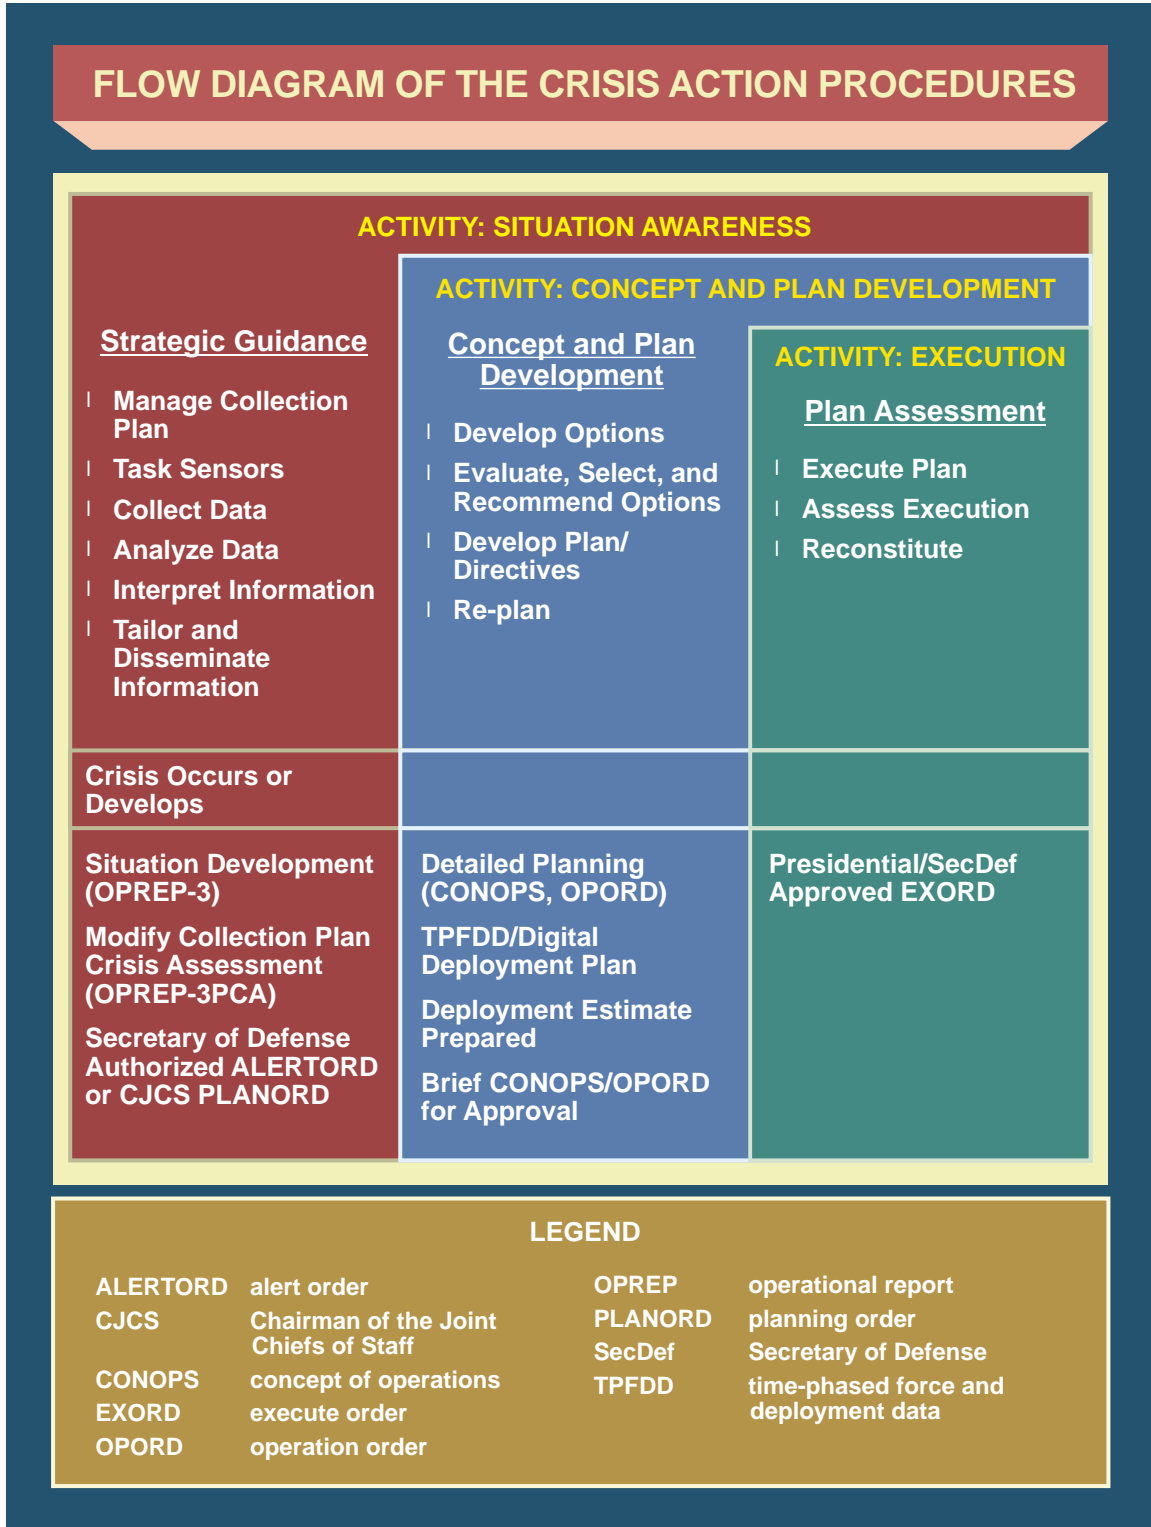 FLOW DIAGRAM OF THE CRISIS ACTION PROCEDURES
ACTIVITY: SITUATION AWARENESS
ACTIVITY: CONCEPT AND PLAN DEVELOPMENT
ACTIVITY: EXECUTION
Strategic Guidance
l Manage Collection
Plan
l Task Sensors
l Collect Data
l Analyze Data
l Interpret Information
l Tailor and
Disseminate
Information
Concept and Plan
Development
l Develop Options
l Evaluate, Select, and
Recommend Options
l Develop Plan/
Directives
l Re-plan
Plan Assessment
l Execute Plan
l Assess Execution
l Reconstitute
Crisis Occurs or
Develops
Situation Development
(OPREP-3)
Modify Collection Plan
Crisis Assessment
(OPREP-3PCA)
Secretary of Defense
Authorized ALERTORD
or CJCS PLANORD
Detailed Planning
(CONOPS, OPORD)
TPFDD/Digital
Deployment Plan
Deployment Estimate
Prepared
Brief CONOPS/OPORD
for Approval
Presidential/SecDef
Approved EXORD
LEGEND
ALERTORD alert order
CJCS Chairman of the Joint
Chiefs of Staff
CONOPS concept of operations
EXORD execute order
OPORD operation order
OPREP operational report
PLANORD planning order
SecDef Secretary of Defense
TPFDD time-phased force and
deployment data